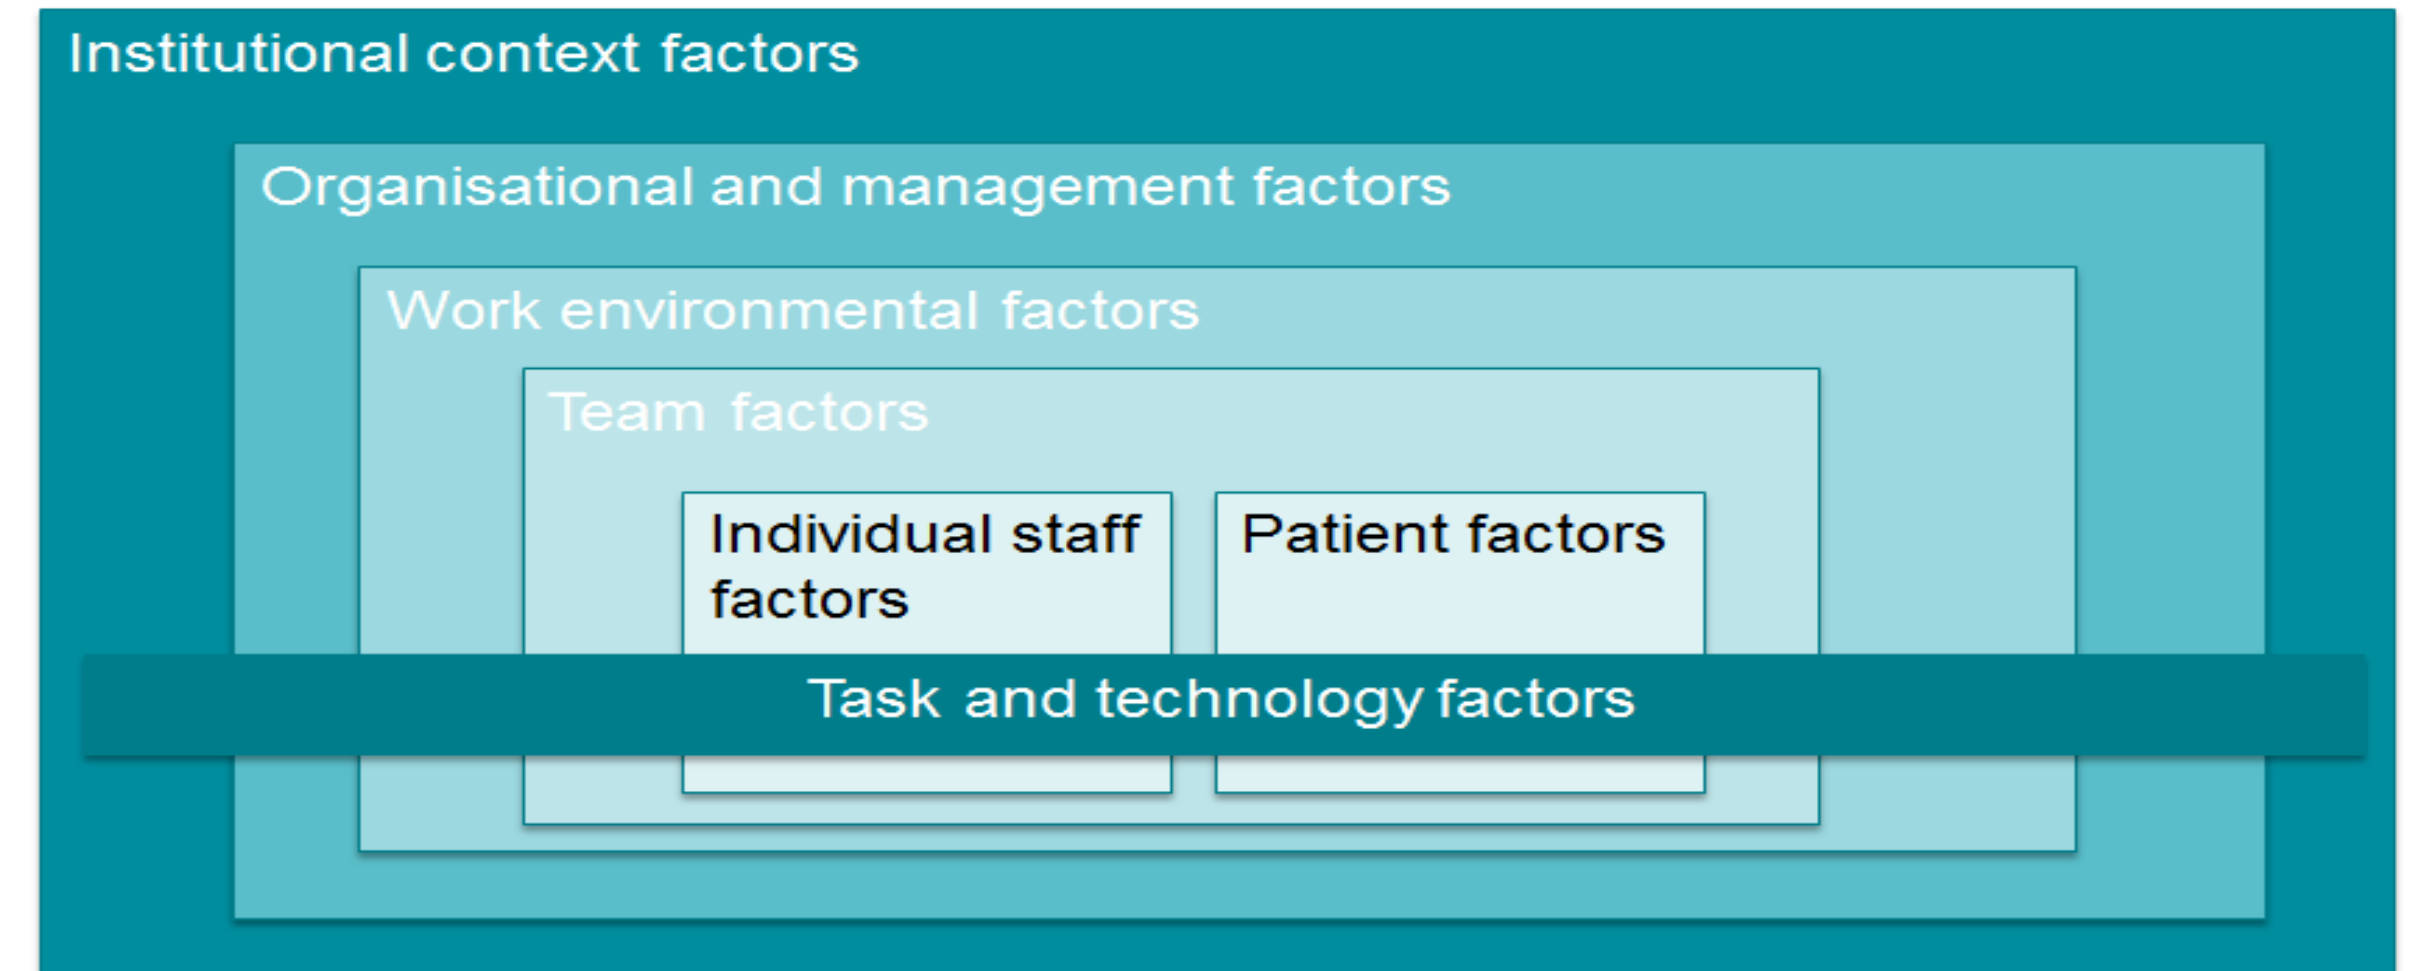 Institutional context factors
Organisational and management factors
Work environmental factors
Team factors
Individual staff
factors
Patient factors
Task and technology factors